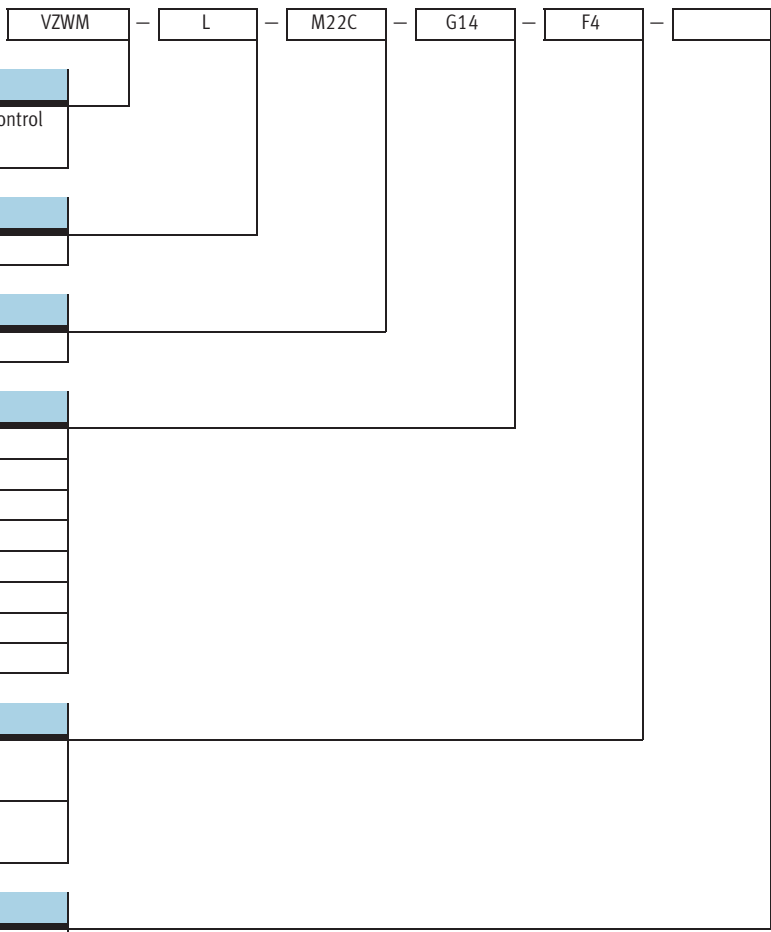 VZWM — L — M22C — G14 — F4 —
ontrol